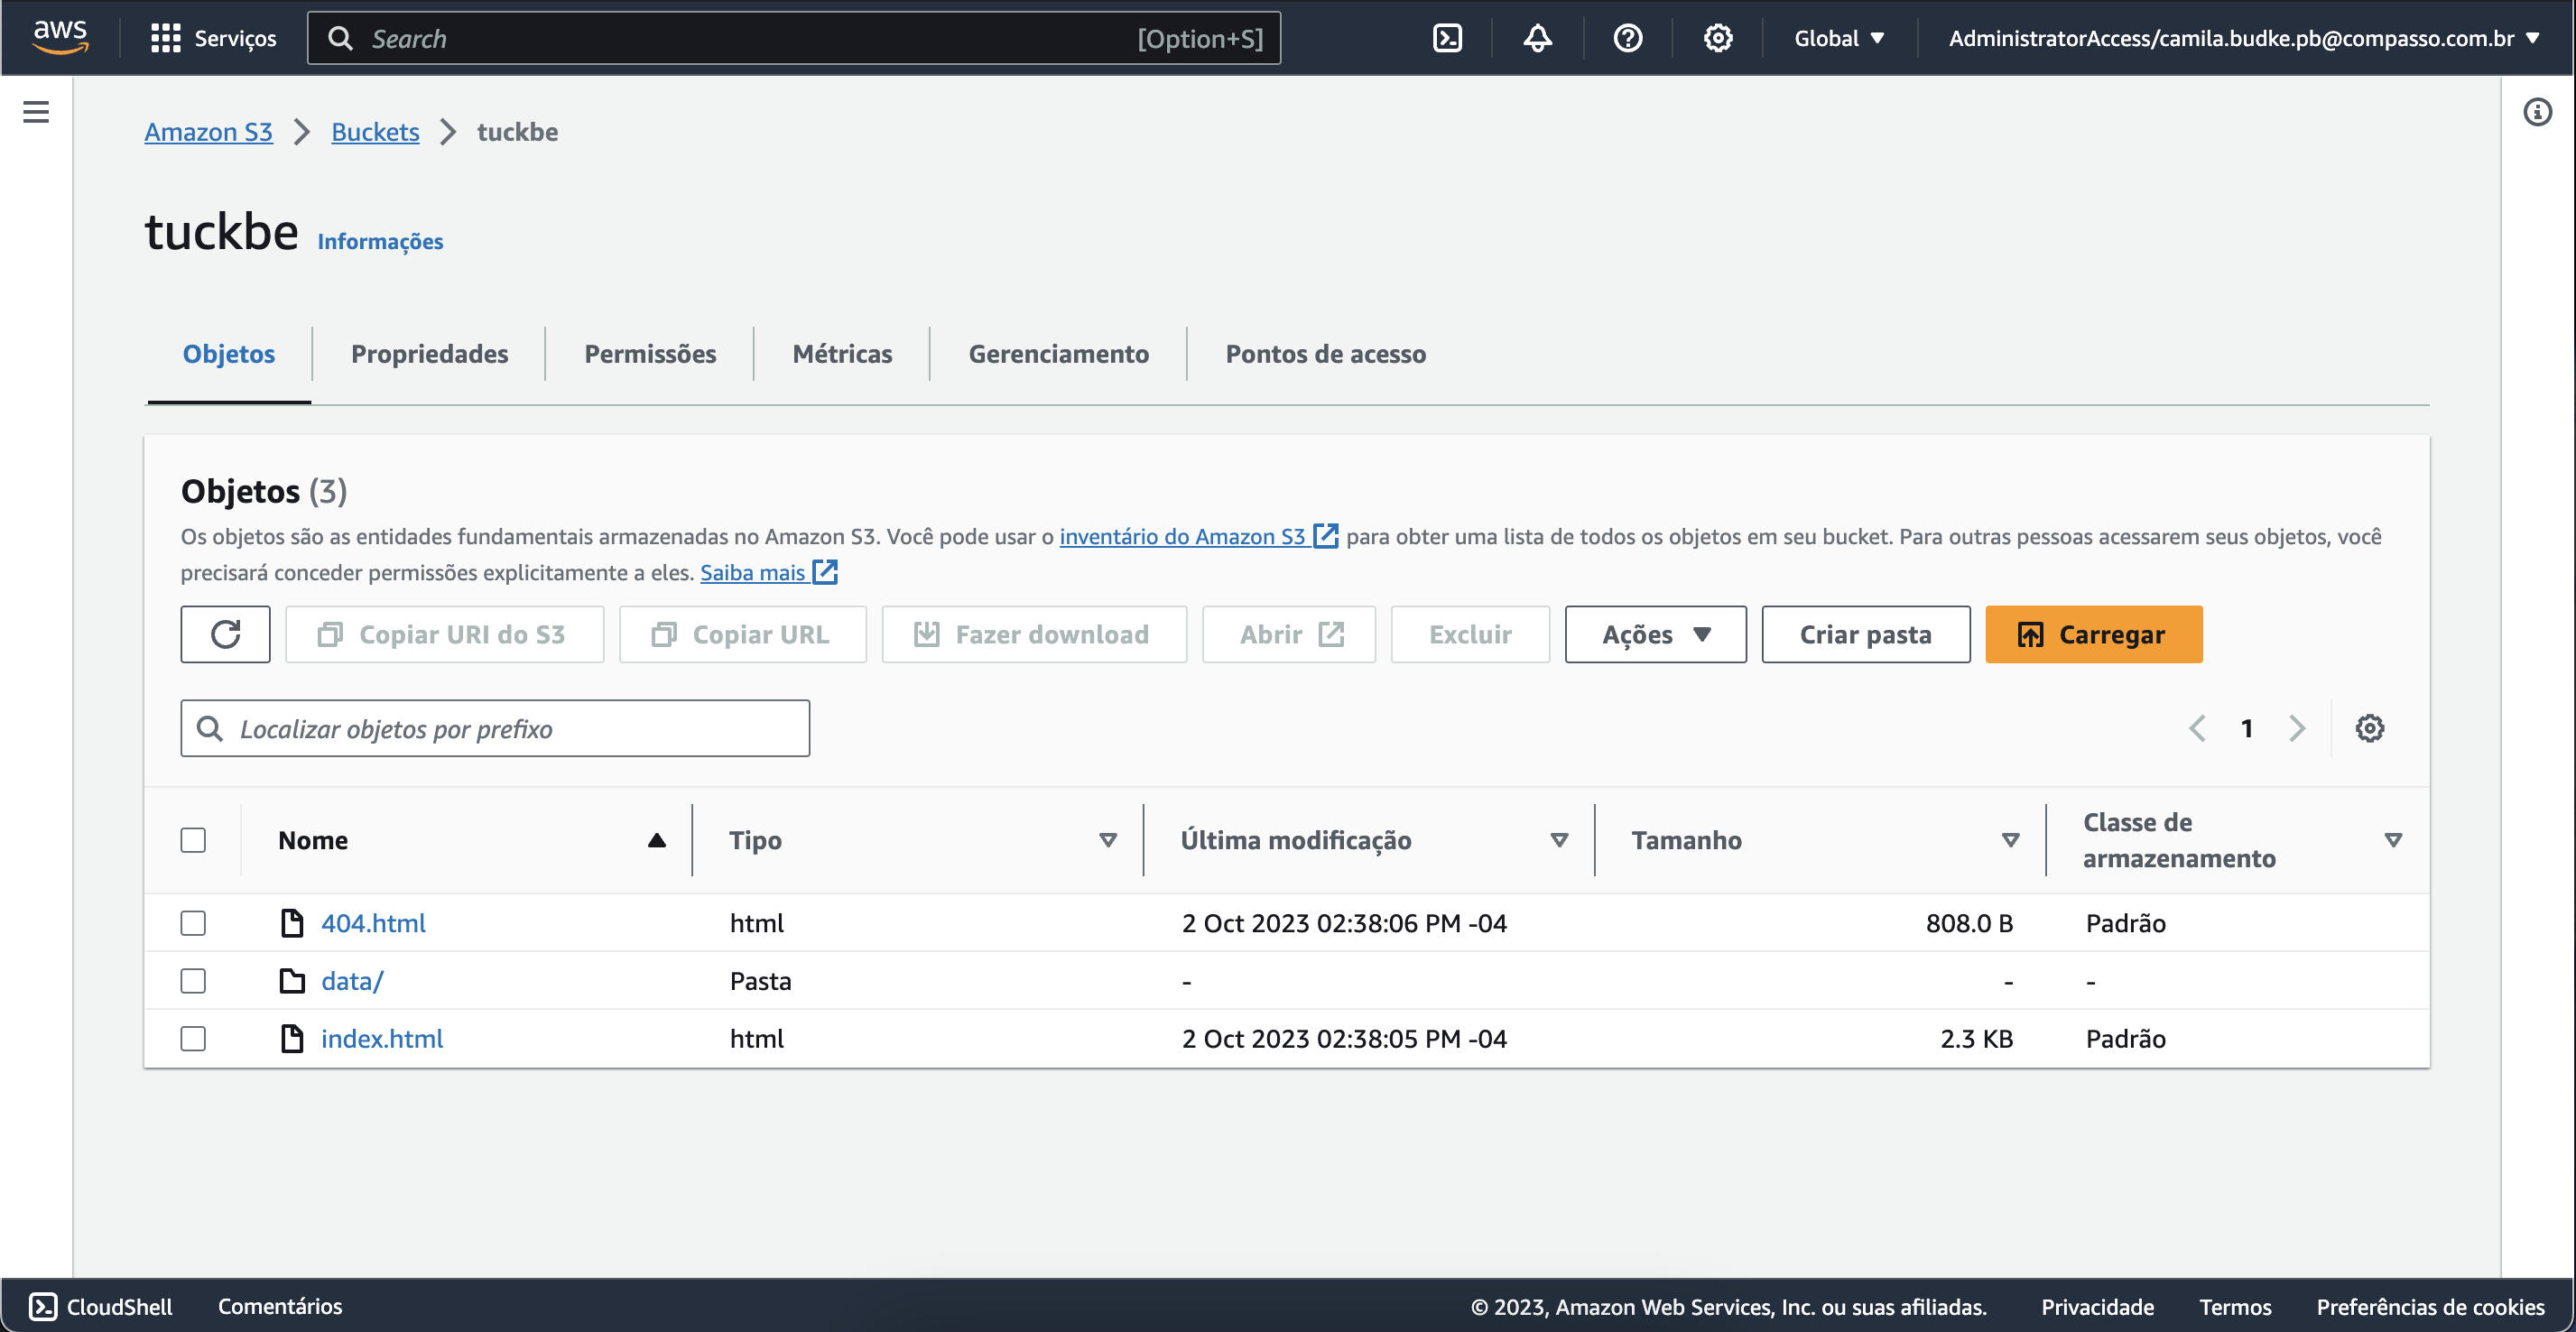 aws Serviços Search [Option+S] Global AdministratorAccess/camila.budke.pb@compasso.com.br
Amazon S3 Buckets tuckbe
tuckbe Informações
Objetos Propriedades Permissões Métricas Gerenciamento Pontos de acesso
Objetos (3)
Os objetos são as entidades fundamentais armazenadas no Amazon S3. Você pode usar o inventário do Amazon S3 para obter uma lista de todos os objetos em seu bucket. Para outras pessoas acessarem seus objetos, você
precisará conceder permissões explicitamente a eles. Saiba mais
Copiar URI do S3 Copiar URL Fazer download Abrir Excluir Ações Criar pasta Carregar
Localizar objetos por prefixo 1
Nome Tipo Última modificação Tamanho Classe de
armazenamento
404.html html 2 Oct 2023 02:38:06 PM -04 808.0 B Padrão
data/ Pasta - - -
index.html html 2 Oct 2023 02:38:05 PM -04 2.3 KB Padrão
CloudShell Comentários © 2023, Amazon Web Services, Inc. ou suas afiliadas. Privacidade Termos Preferências de cookies